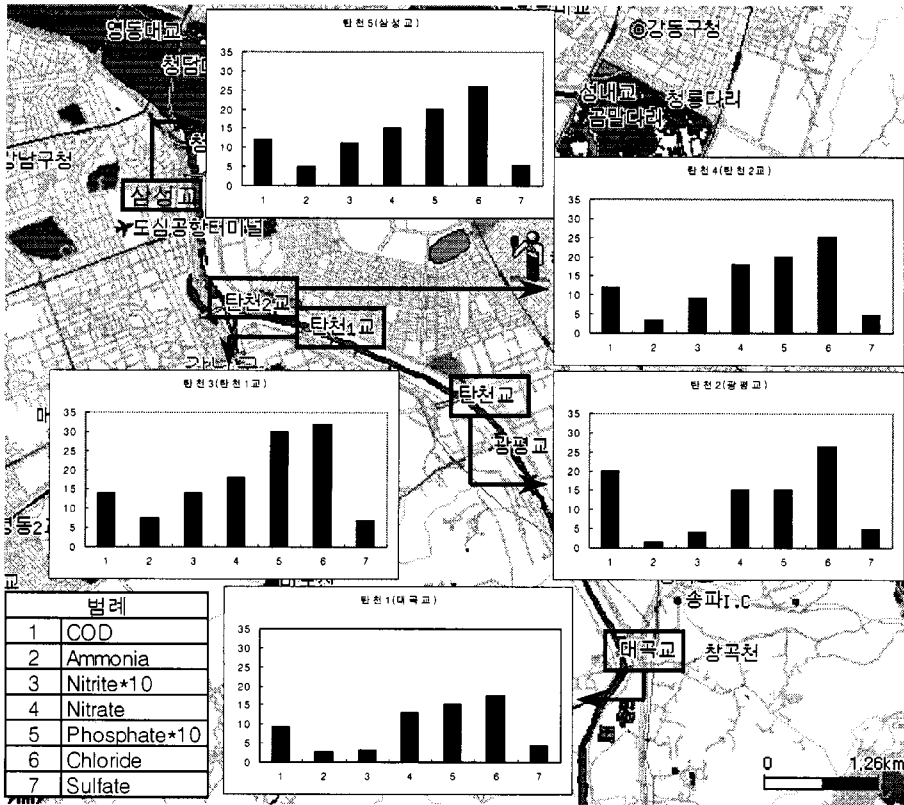 영동대교
탄천5(삼성교)
35
30
25
20
15
10
5
0
1 2 3 4 5 6 7
강동구청
성내교 청룡다리
곰말다리
강남구청
삼성교
도심공항터미널
탄천4(탄천2교)
35
30
25
20
15
10
5
0
1 2 3 4 5 6 7
탄천2교
탄천1교
탄천3(탄천1교)
35
30
25
20
15
10
5
0
1 2 3 4 5 6 7
탄천교
광평교
탄천2(광평교)
35
30
25
20
15
10
5
0
1 2 3 4 5 6 7
범례
1 COD
2 Ammonia
3 Nitrite*10
4 Nitrate
5 Phosphate*10
6 Chloride
7 Sulfate
탄천1(대곡교)
35
30
25
20
15
10
5
0
1 2 3 4 5 6 7
송파I.C
대곡교 창곡천
0 1.26km